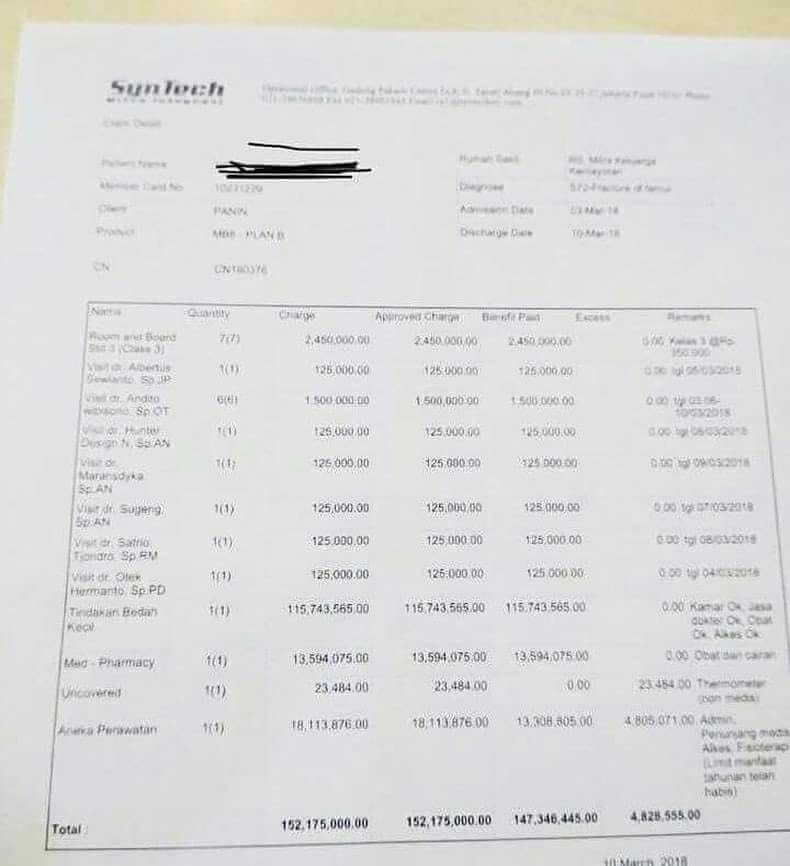 SynTech
Claim Detail
Patient Name
Member Card No 10231229
Client PANIN
Product MB8 - PLAN B
CN CN180376
Rumah Sakit RS. Mitra Keluarga
Kemayoran
Diagnose S72-Fracture of femur
Admission Date 03-Mar-18
Discharge Date 10-Mar-18
Name Quantity Charge Approved Charge Benefit Paid Excess Remarks
Room and Board 7(7) 2,450,000.00 2,450,000.00 2,450,000.00 0.00 Kelas 3 @Rp.
Std 3 (Class 3) 350.000
Visit dr. Albertus 1(1) 125,000.00 125,000.00 125,000.00 0.00 tgl 05/03/2018
Sewianto, Sp.JP
Visit dr. Andito 6(6) 1,500,000.00 1,500,000.00 1,500,000.00 0.00 tgl 03,06-
wibisono, Sp.OT 10/03/2018
Visit dr. Hunter 1(1) 125,000.00 125,000.00 125,000.00 0.00 tgl 08/03/2018
Design N, Sp.AN
Visit dr. 1(1) 125,000.00 125,000.00 125,000.00 0.00 tgl 09/03/2018
Maransdyka,
Sp.AN
Visit dr. Sugeng, 1(1) 125,000.00 125,000.00 125,000.00 0.00 tgl 07/03/2018
Sp.AN
Visit dr. Satrio 1(1) 125,000.00 125,000.00 125,000.00 0.00 tgl 08/03/2018
Tjondro, Sp.RM
Visit dr. Otek 1(1) 125,000.00 125,000.00 125,000.00 0.00 tgl 04/03/2018
Hermanto, Sp.PD
Tindakan Bedah 1(1) 115,743,565.00 115,743,565.00 115,743,565.00 0.00 Kamar Ok, Jasa
Kecil dokter Ok, Obat
Ok, Alkes Ok
Med - Pharmacy 1(1) 13,594,075.00 13,594,075.00 13,594,075.00 0.00 Obat dan cairan
Uncovered 1(1) 23,484.00 23,484.00 0.00 23,484.00 Thermometer
(non medis)
Aneka Perawatan 1(1) 18,113,876.00 18,113,876.00 13,308,805.00 4,805,071.00 Admin,
Penunjang medis
Alkes, Fisioterapi
(Limit manfaat
tahunan telah
habis)
Total : 152,175,000.00 152,175,000.00 147,346,445.00 4,828,555.00
10 March, 2018